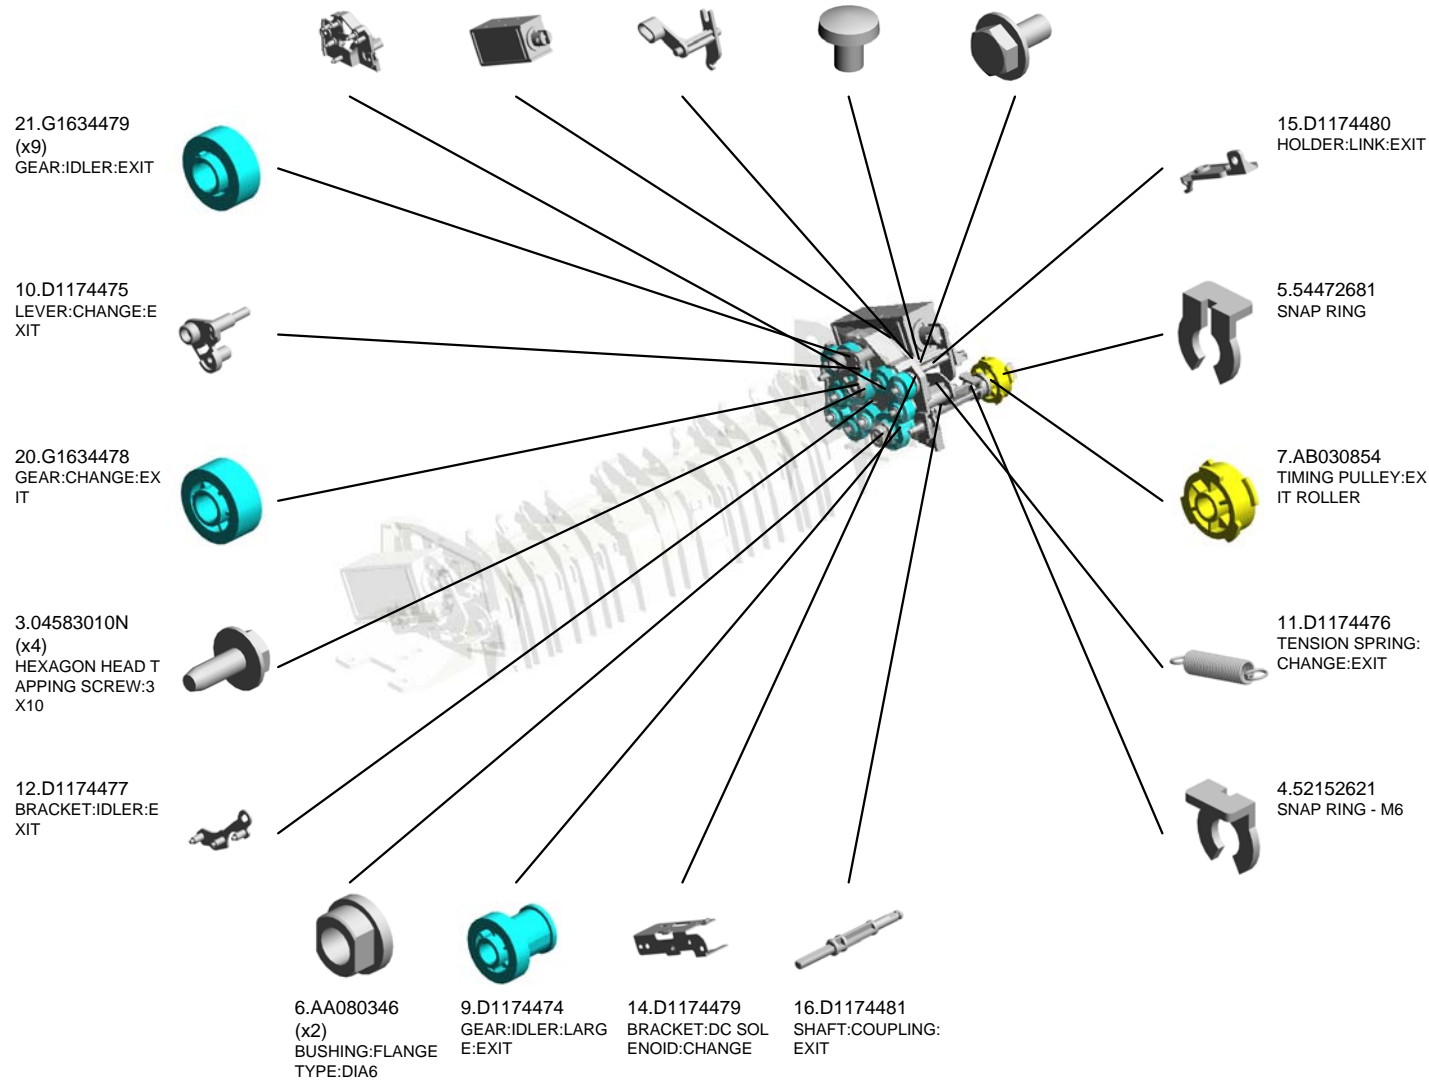 21.G1634479
(x9)
GEAR:IDLER:EXIT
10.D1174475
LEVER:CHANGE:E
XIT
20.G1634478
GEAR:CHANGE:EX
IT
3.04583010N
(x4)
HEXAGON HEAD T
APPING SCREW:3
X10
12.D1174477
BRACKET:IDLER:E
XIT
6.AA080346
(x2)
BUSHING:FLANGE
TYPE:DIA6
9.D1174474
GEAR:IDLER:LARG
E:EXIT
14.D1174479
BRACKET:DC SOL
ENOID:CHANGE
16.D1174481
SHAFT:COUPLING:
EXIT
15.D1174480
HOLDER:LINK:EXIT
5.54472681
SNAP RING
7.AB030854
TIMING PULLEY:EX
IT ROLLER
11.D1174476
TENSION SPRING:
CHANGE:EXIT
4.52152621
SNAP RING - M6